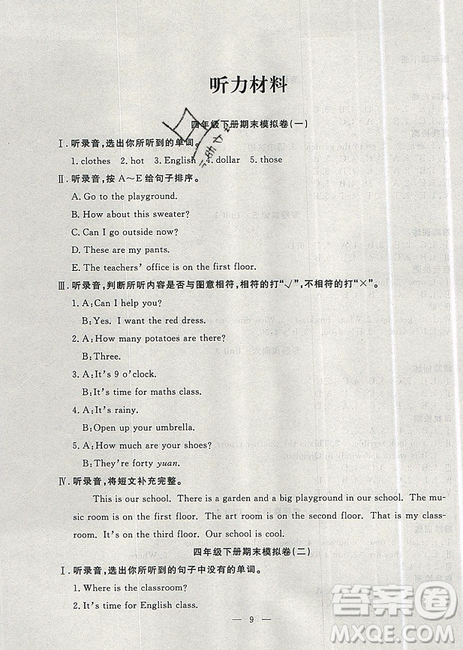 听力材料
四年级下册期末模拟卷(一)
Ⅰ. 听录音,选出你所听到的单词。
1. clothes 2. hot 3. English 4. dollar 5. those
Ⅱ. 听录音,按 A～E 给句子排序。
A. Go to the playground.
B. How about this sweater?
C. Can I go outside now?
D. These are my pants.
E. The teachers' office is on the first floor.
Ⅲ. 听录音,判断所听内容是否与图意相符,相符的打“√”,不相符的打“×”。
1. A: Can I help you?
B: Yes. I want the red dress.
2. A: How many potatoes are there?
B: Three.
3. A: It's 9 o'clock.
B: It's time for maths class.
4. A: It's rainy.
B: Open up your umbrella.
5. A: How much are your shoes?
B: They're forty yuan.
Ⅳ. 听录音,将短文补充完整。
This is our school. There is a garden and a big playground in our school. The mu-
sic room is on the first floor. The art room is on the second floor. That is my class-
room. Our school is cool.
四年级下册期末模拟卷(二)
Ⅰ. 听录音,选出你所听到的句子中没有的单词。
1. Where is the classroom?
2. It's time for English class.
— 9 —
答案圈
MXQE.COM